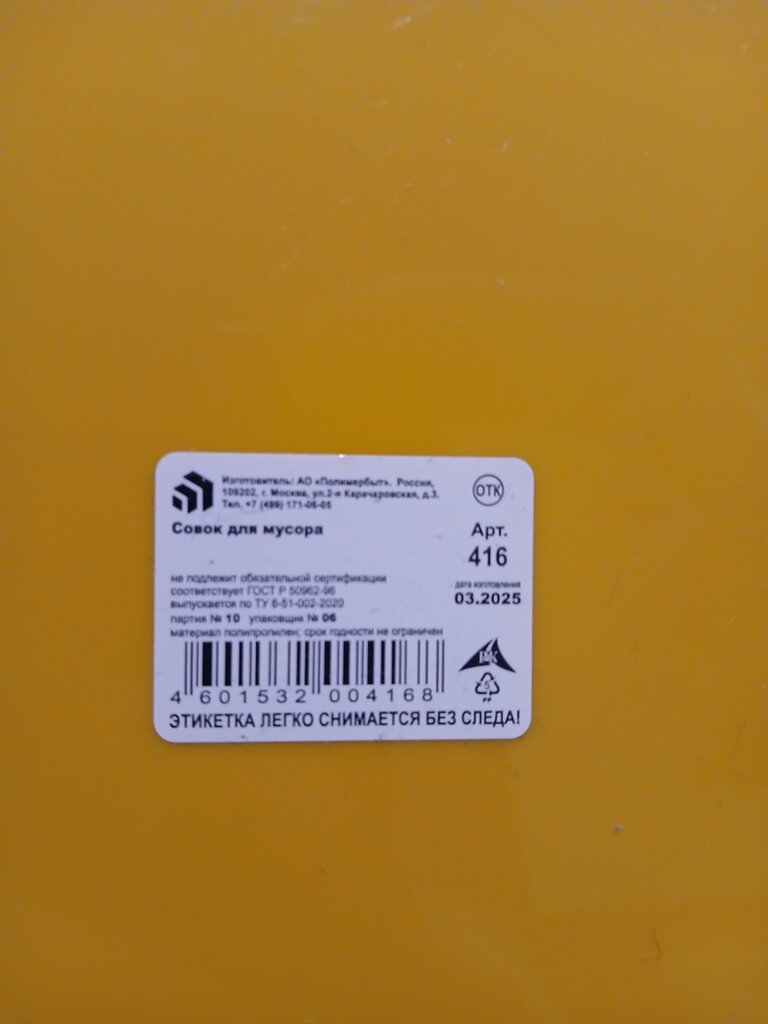 Изготовитель: АО «Полимербыт». Россия,
109202, г. Москва, ул.2-я Карачаровская, д.3.
Тел. +7 (499) 171-06-05
ОТК
Совок для мусора
Арт.
416
не подлежит обязательной сертификации
соответствует ГОСТ Р 50962-96
выпускается по ТУ 6-51-002-2020
партия № 10 упаковщик № 06
материал полипропилен; срок годности не ограничен
дата изготовления
03.2025
5
4 601532 004168
ЭТИКЕТКА ЛЕГКО СНИМАЕТСЯ БЕЗ СЛЕДА!